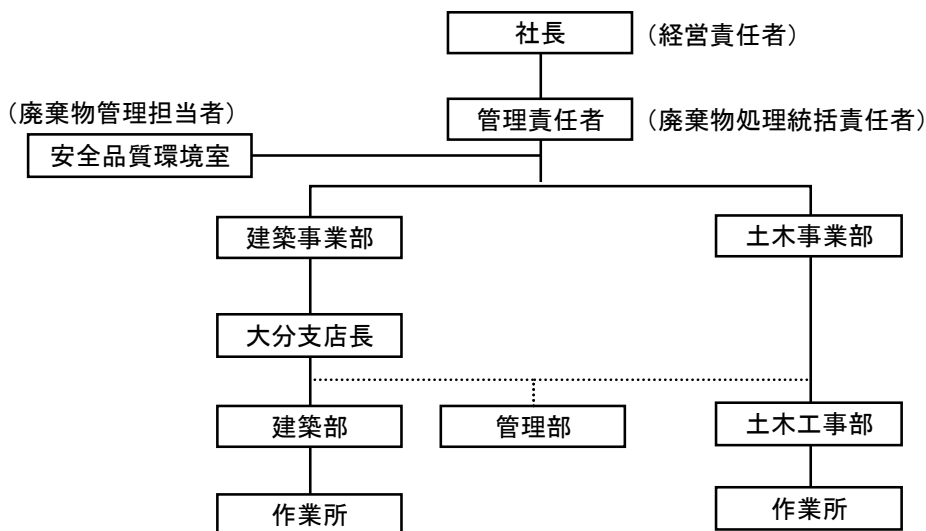 社長 （経営責任者）
（廃棄物管理担当者）
管理責任者 （廃棄物処理統括責任者）
安全品質環境室
建築事業部 土木事業部
大分支店長
建築部 管理部 土木工事部
作業所 作業所